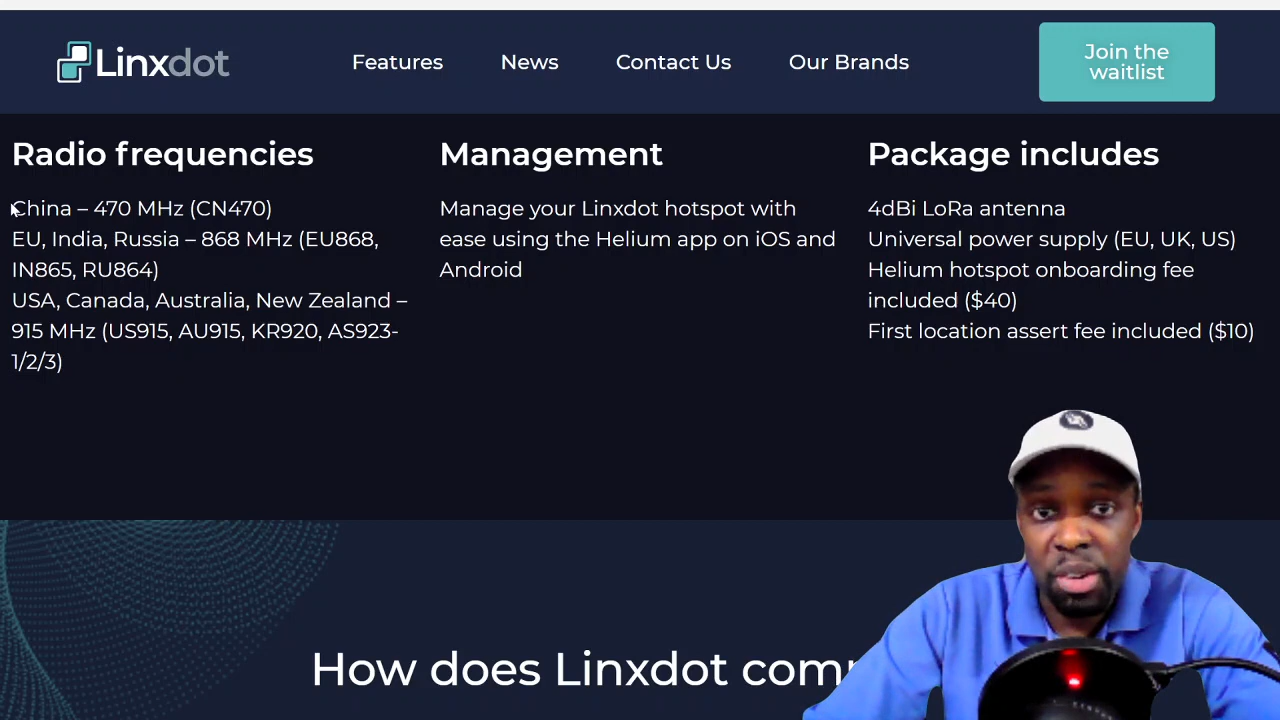 Linxdot
Features
News
Contact Us
Our Brands
Join the
waitlist
Radio frequencies
China – 470 MHz (CN470)
EU, India, Russia – 868 MHz (EU868,
IN865, RU864)
USA, Canada, Australia, New Zealand –
915 MHz (US915, AU915, KR920, AS923-
1/2/3)
Management
Manage your Linxdot hotspot with
ease using the Helium app on iOS and
Android
Package includes
4dBi LoRa antenna
Universal power supply (EU, UK, US)
Helium hotspot onboarding fee
included ($40)
First location assert fee included ($10)
How does Linxdot